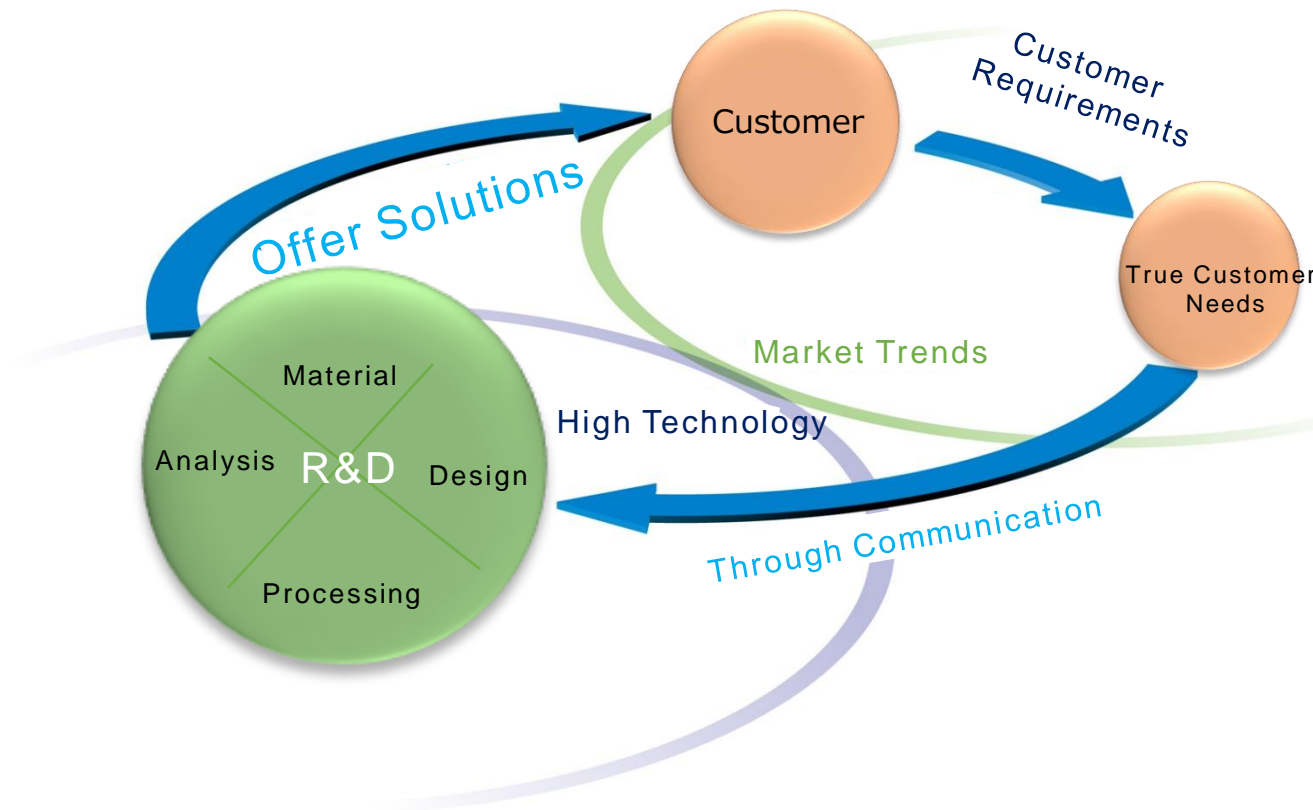 Customer
Requirements
Customer
Offer Solutions
True Customer
Needs
Market Trends
Material
High Technology
Analysis
R&D
Design
Through Communication
Processing